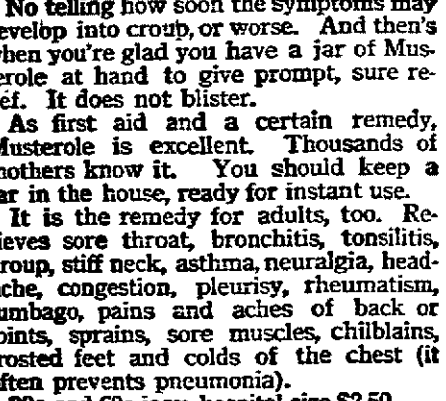 No telling how soon the symptoms may
evelop into croup, or worse. And then's
when you're glad you have a jar of Mus-
erole at hand to give prompt, sure re-
ef. It does not blister.
As first aid and a certain remedy,
Musterole is excellent. Thousands of
mothers know it. You should keep a
ar in the house, ready for instant use.
It is the remedy for adults, too. Re-
ieves sore throat, bronchitis, tonsilitis,
roup, stiff neck, asthma, neuralgia, head-
ache, congestion, pleurisy, rheumatism,
umbago, pains and aches of back or
oints, sprains, sore muscles, chilblains,
rosted feet and colds of the chest (it
ften prevents pneumonia).
hospital size $2.50